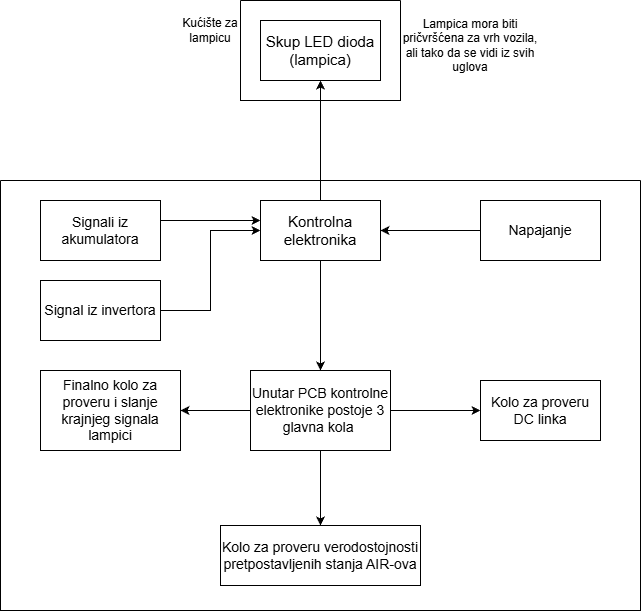 Kućište za
lampicu
Skup LED dioda
(lampica)
Lampica mora biti
pričvršćena za vrh vozila,
ali tako da se vidi iz svih
uglova
Signali iz
akumulatora
Kontrolna
elektronika
Napajanje
Signal iz invertora
Finalno kolo za
proveru i slanje
krajnjeg signala
lampici
Unutar PCB kontrolne
elektronike postoje 3
glavna kola
Kolo za proveru
DC linka
Kolo za proveru verodostojnosti
pretpostavljenih stanja AIR-ova